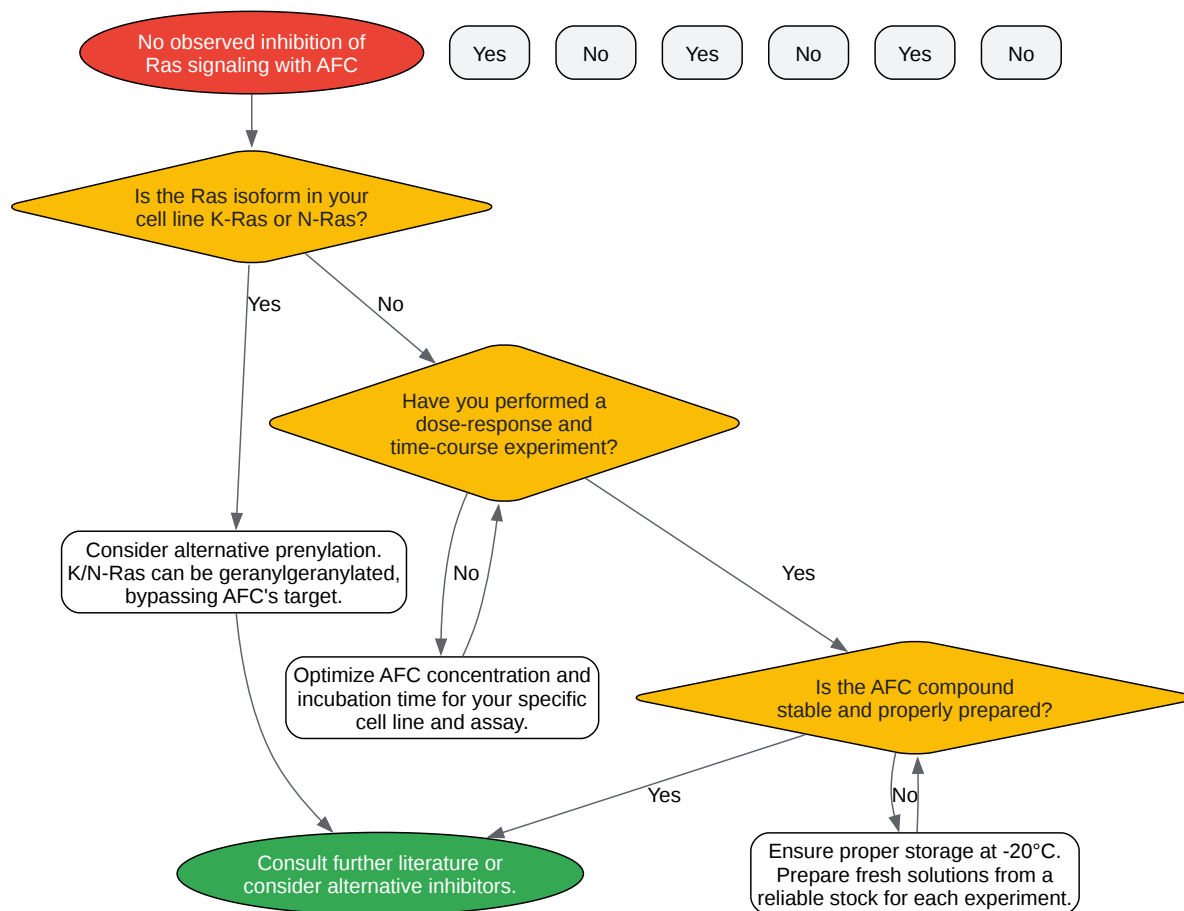 No observed inhibition of
Ras signaling with AFC
Yes
No
Yes
No
Yes
No
Is the Ras isoform in your
cell line K-Ras or N-Ras?
Yes
No
Have you performed a
dose-response and
time-course experiment?
Consider alternative prenylation.
K/N-Ras can be geranylgeranylated,
bypassing AFC's target.
No
Yes
Optimize AFC concentration and
incubation time for your specific
cell line and assay.
Is the AFC compound
stable and properly prepared?
Yes
No
Consult further literature or
consider alternative inhibitors.
Ensure proper storage at -20°C.
Prepare fresh solutions from a
reliable stock for each experiment.